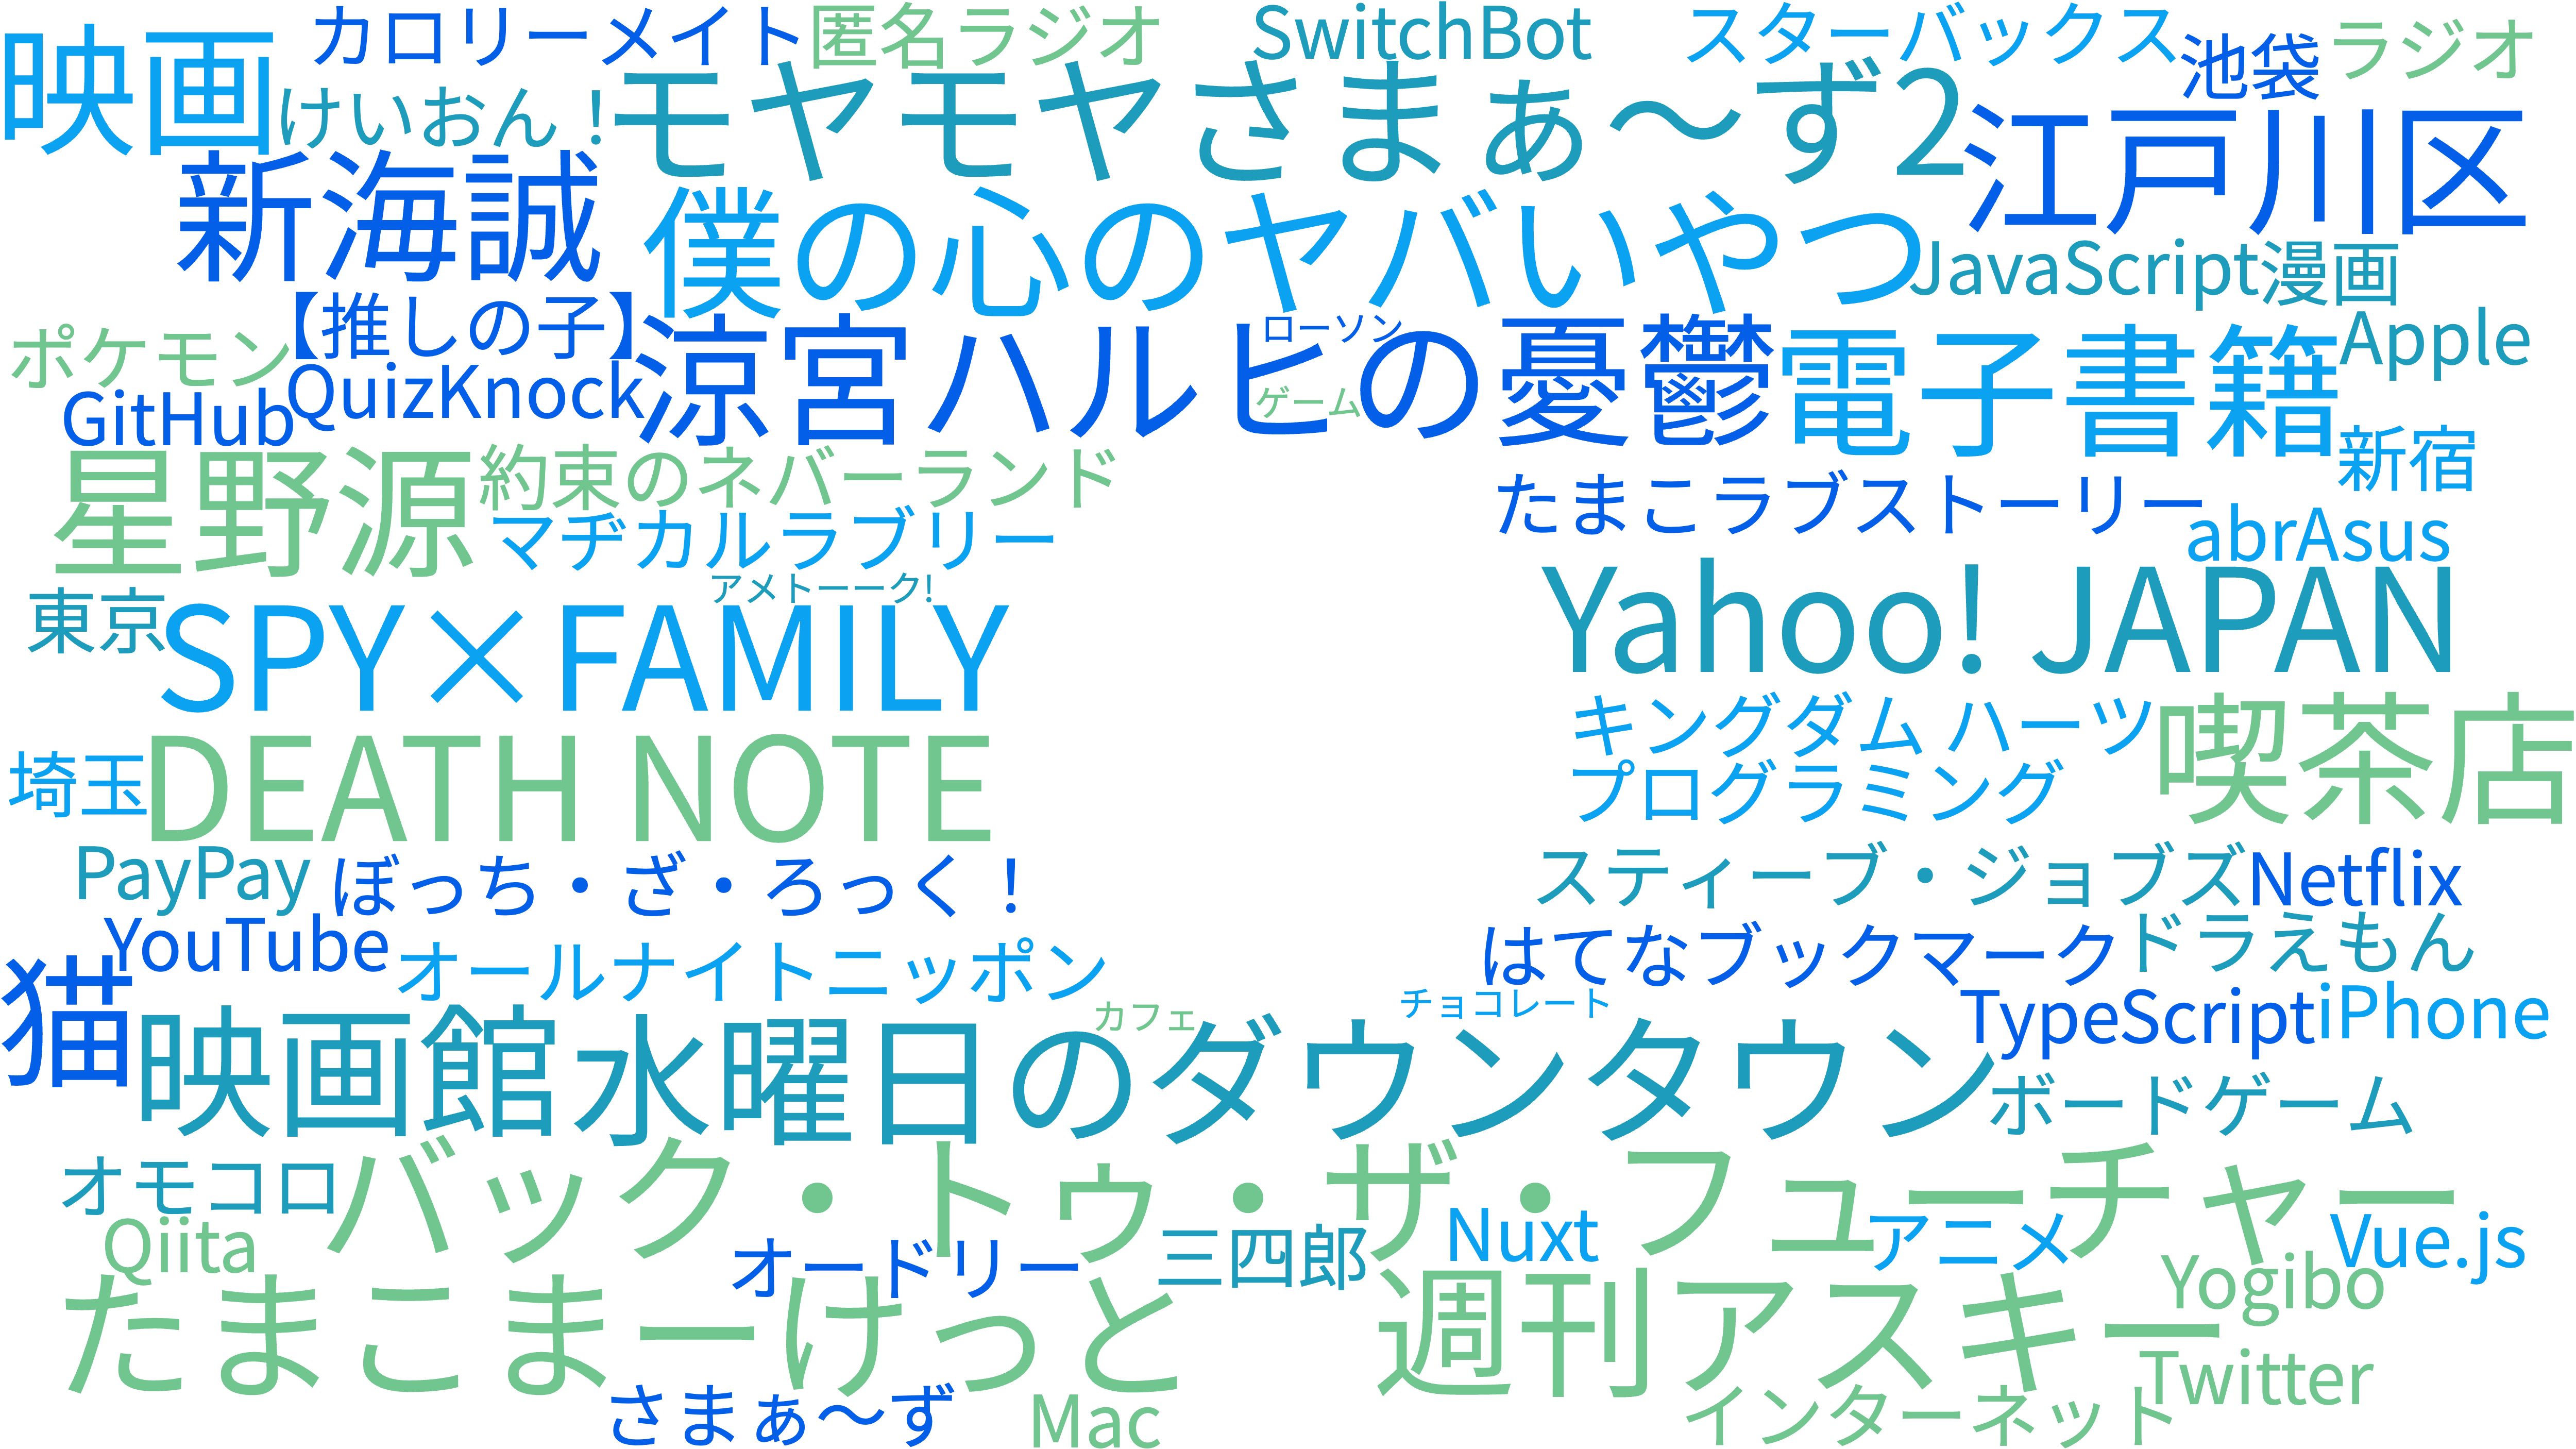 カロリーメイト
匿名ラジオ
SwitchBot
スターバックス
池袋
ラジオ
映画
けいおん！
モヤモヤさまぁ～ず2
江戸川区
新海誠
僕の心のヤバいやつ
JavaScript
漫画
【推しの子】
ポケモン
涼宮ハルヒの憂鬱
ローソン
電子書籍
Apple
GitHub
QuizKnock
ゲーム
新宿
星野源
約束のネバーランド
たまこラブストーリー
マヂカルラブリー
abrAsus
アメトーーク!
東京
SPY×FAMILY
Yahoo! JAPAN
キングダム ハーツ
喫茶店
埼玉
DEATH NOTE
プログラミング
PayPay
ぼっち・ざ・ろっく！
スティーブ・ジョブズ
Netflix
YouTube
オールナイトニッポン
はてなブックマーク
ドラえもん
猫
カフェ
チョコレート
TypeScript
iPhone
映画館
水曜日のダウンタウン
ボードゲーム
オモコロ
バック・トゥ・ザ・フューチャー
Qiita
オードリー
三四郎
Nuxt
アニメ
Vue.js
Yogibo
たまこまーけっと
週刊アスキー
Twitter
さまぁ～ず
Mac
インターネット